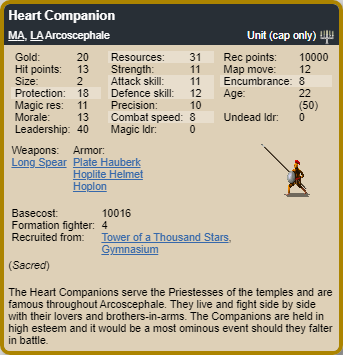 Heart Companion
MA, LA Arcoscephale Unit (cap only)
Gold: 20 Resources: 31 Rec points: 10000
Hit points: 13 Strength: 11 Map move: 12
Size: 2 Attack skill: 11 Encumbrance: 8
Protection: 18 Defence skill: 12 Age: 22
Magic res: 11 Precision: 10 (50)
Morale: 13 Combat speed: 8 Undead ldr: 0
Leadership: 40 Magic ldr: 0
Weapons: Armor:
Long Spear Plate Hauberk
Hoplite Helmet
Hoplon
Basecost: 10016
Formation fighter: 4
Recruited from: Tower of a Thousand Stars,
Gymnasium
(Sacred)
The Heart Companions serve the Priestesses of the temples and are
famous throughout Arcoscephale. They live and fight side by side
with their lovers and brothers-in-arms. The Companions are held in
high esteem and it would be a most ominous event should they falter
in battle.